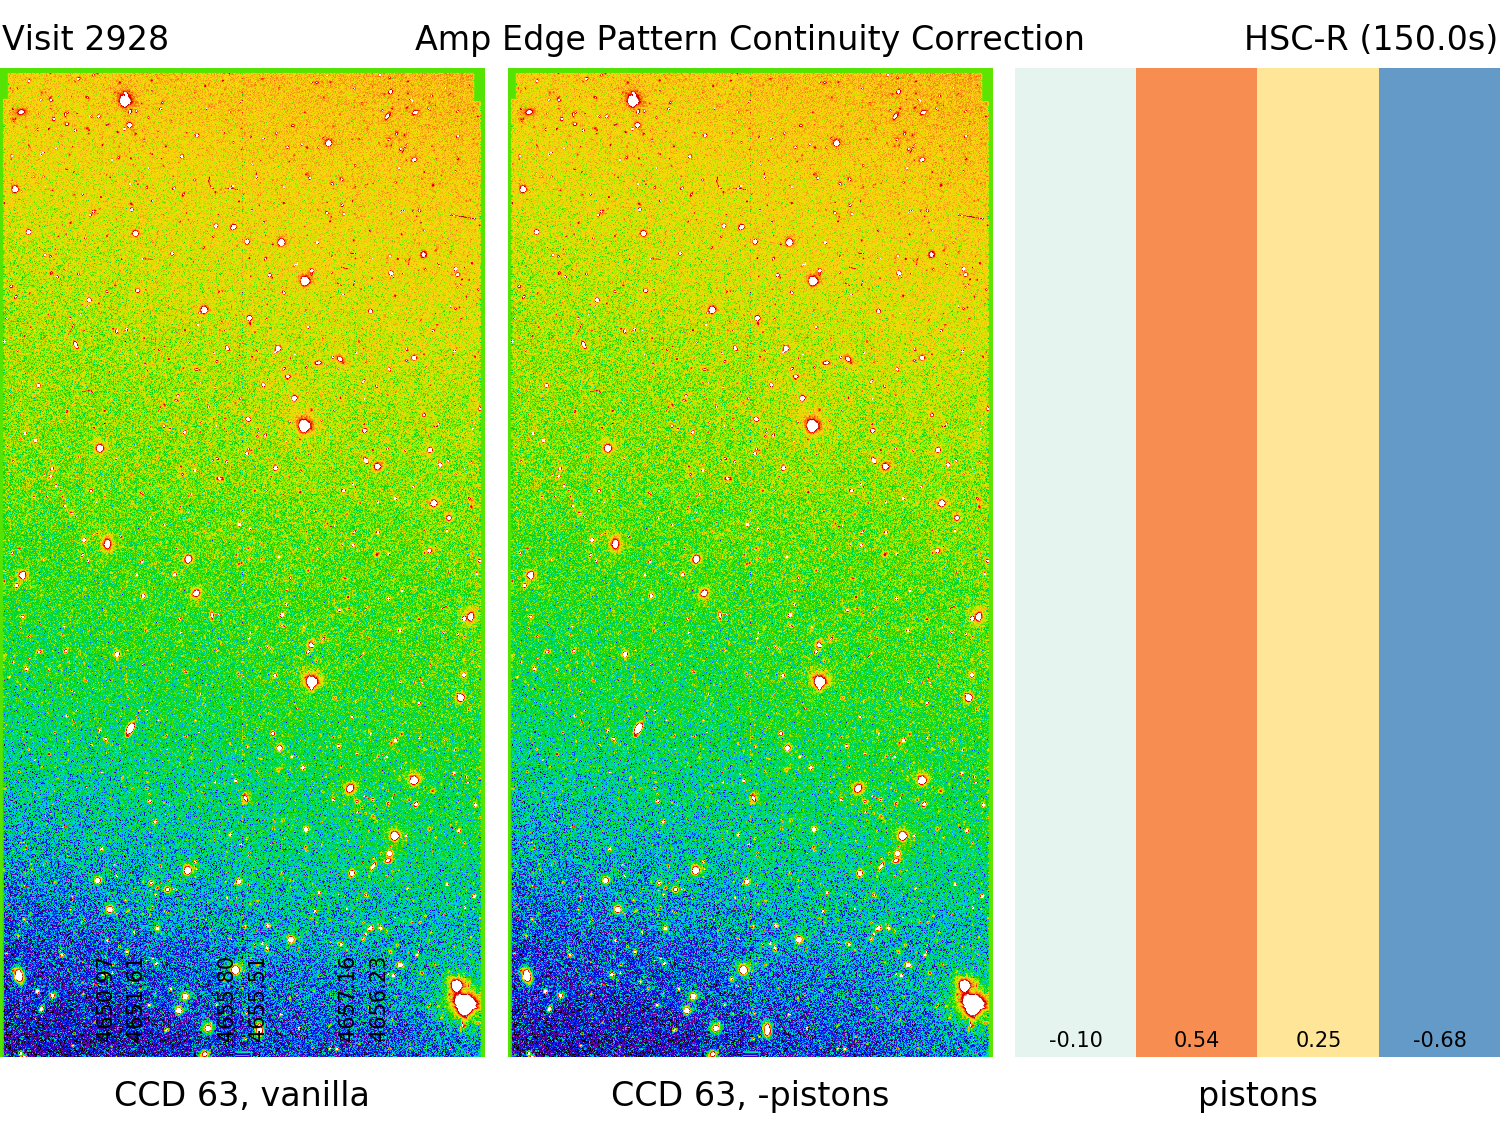 Visit 2928 Amp Edge Pattern Continuity Correction HSC-R (150.0s)
4650.97
4651.61
4655.80
4655.51
4657.16
4656.23
-0.10 0.54 0.25 -0.68
CCD 63, vanilla CCD 63, -pistons pistons